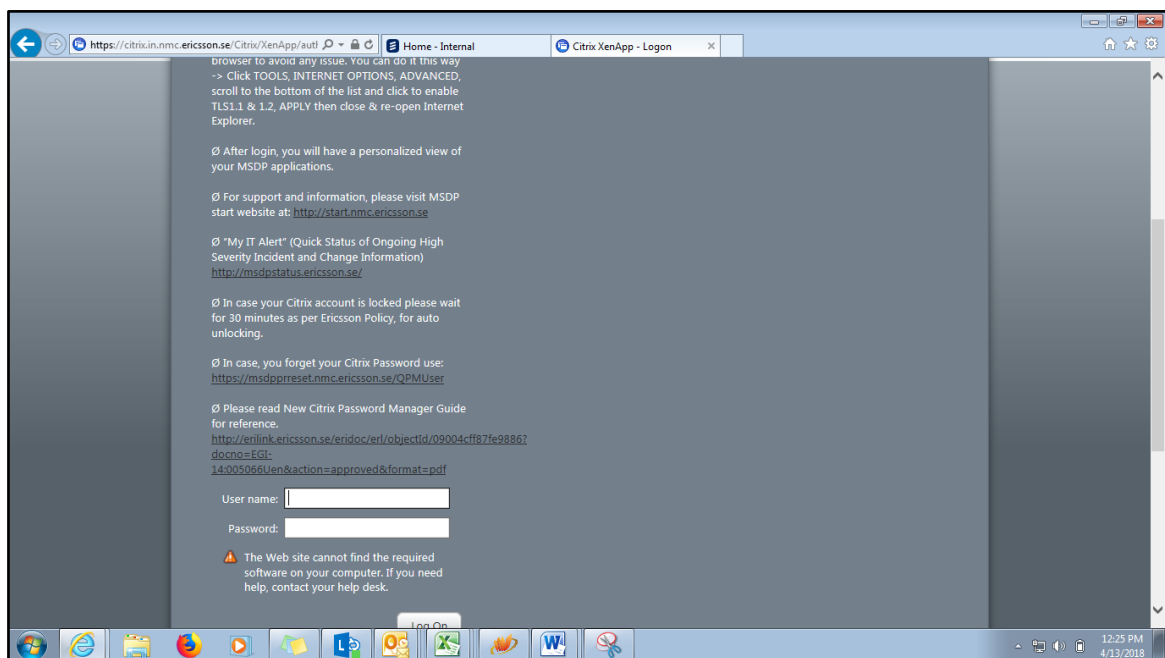 https://citrix.in.nmc.ericsson.se/Citrix/XenApp/auth
Home - Internal
Citrix XenApp - Logon
browser to avoid any issue. You can do it this way
-> Click TOOLS, INTERNET OPTIONS, ADVANCED,
scroll to the bottom of the list and click to enable
TLS1.1 & 1.2, APPLY then close & re-open Internet
Explorer.
Ø After login, you will have a personalized view of
your MSDP applications.
Ø For support and information, please visit MSDP
start website at: http://start.nmc.ericsson.se
Ø "My IT Alert" (Quick Status of Ongoing High
Severity Incident and Change Information)
http://msdpstatus.ericsson.se/
Ø In case your Citrix account is locked please wait
for 30 minutes as per Ericsson Policy, for auto
unlocking.
Ø In case, you forget your Citrix Password use:
https://msdpprreset.nmc.ericsson.se/QPMUser
Ø Please read New Citrix Password Manager Guide
for reference.
http://erilink.ericsson.se/eridoc/erl/objectId/09004cff87fe9886?
docno=EGI-
14:005066Uen&action=approved&format=pdf
User name:
Password:
The Web site cannot find the required
software on your computer. If you need
help, contact your help desk.
Log On
12:25 PM
4/13/2018